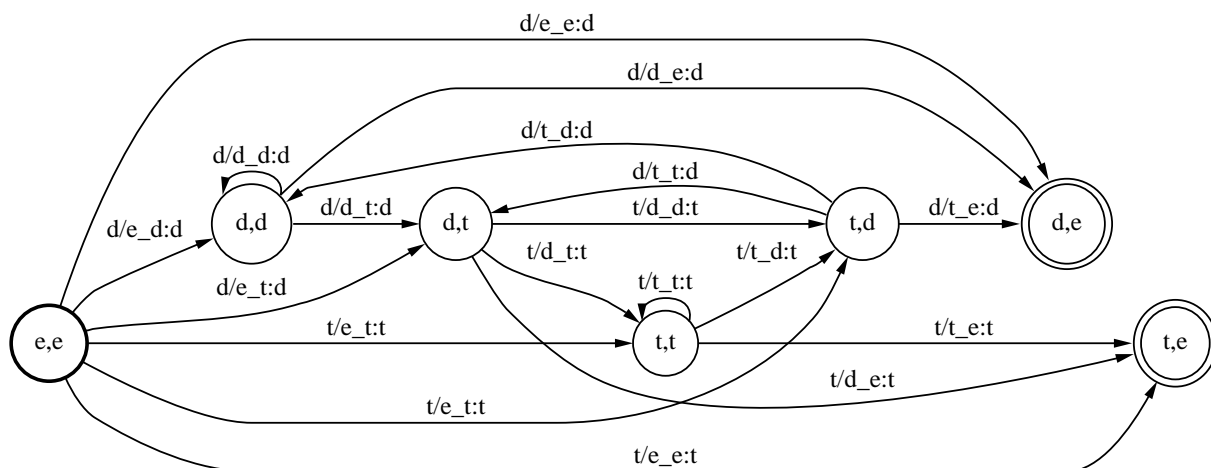 d/e_e:d
d/d_e:d
d/t_d:d
d/d_d:d
d/t_t:d
d/d_t:d
t/d_d:t
d/t_e:d
d,d
d,t
t,d
d,e
d/e_d:d
t/d_t:t
t/t_d:t
d/e_t:d
t/t_t:t
t/e_t:t
t/t_e:t
e,e
t,t
t,e
t/d_e:t
t/e_t:t
t/e_e:t